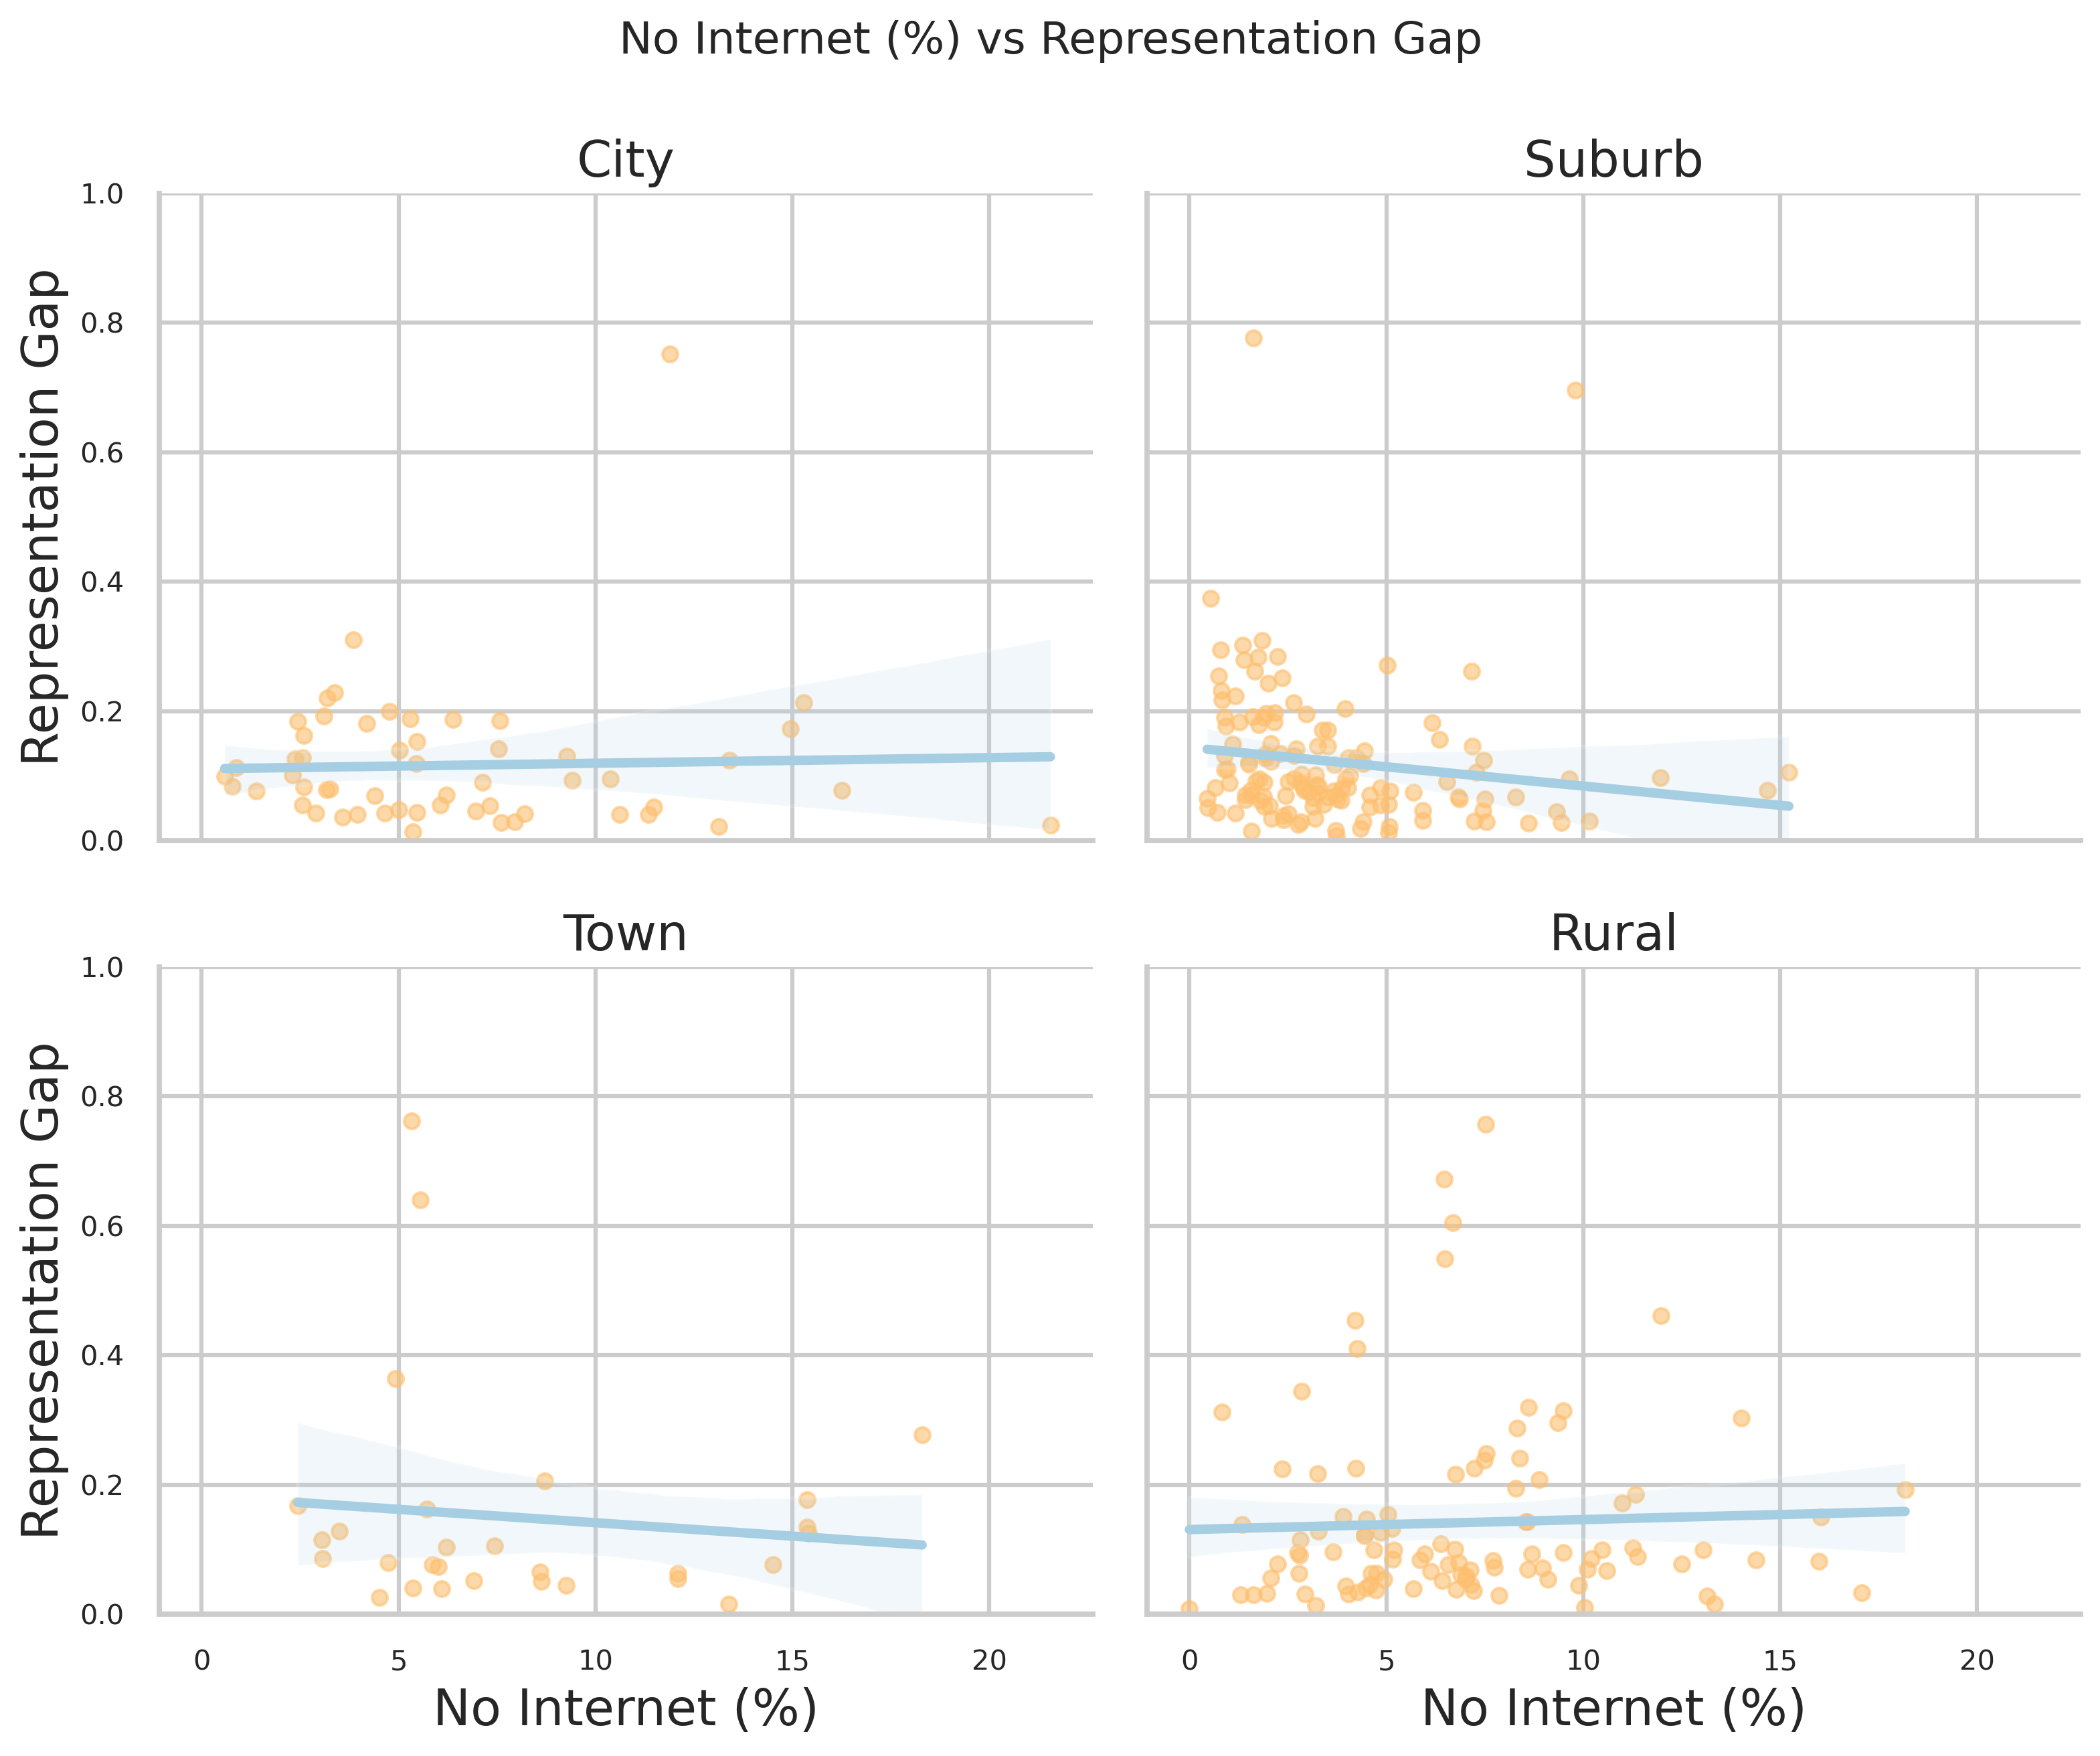 No Internet (%) vs Representation Gap
City
Suburb
Representation Gap
1.0
0.8
0.6
0.4
0.2
0.0
Town
Rural
Representation Gap
1.0
0.8
0.6
0.4
0.2
0.0
0 5 10 15 20
0 5 10 15 20
No Internet (%)
No Internet (%)